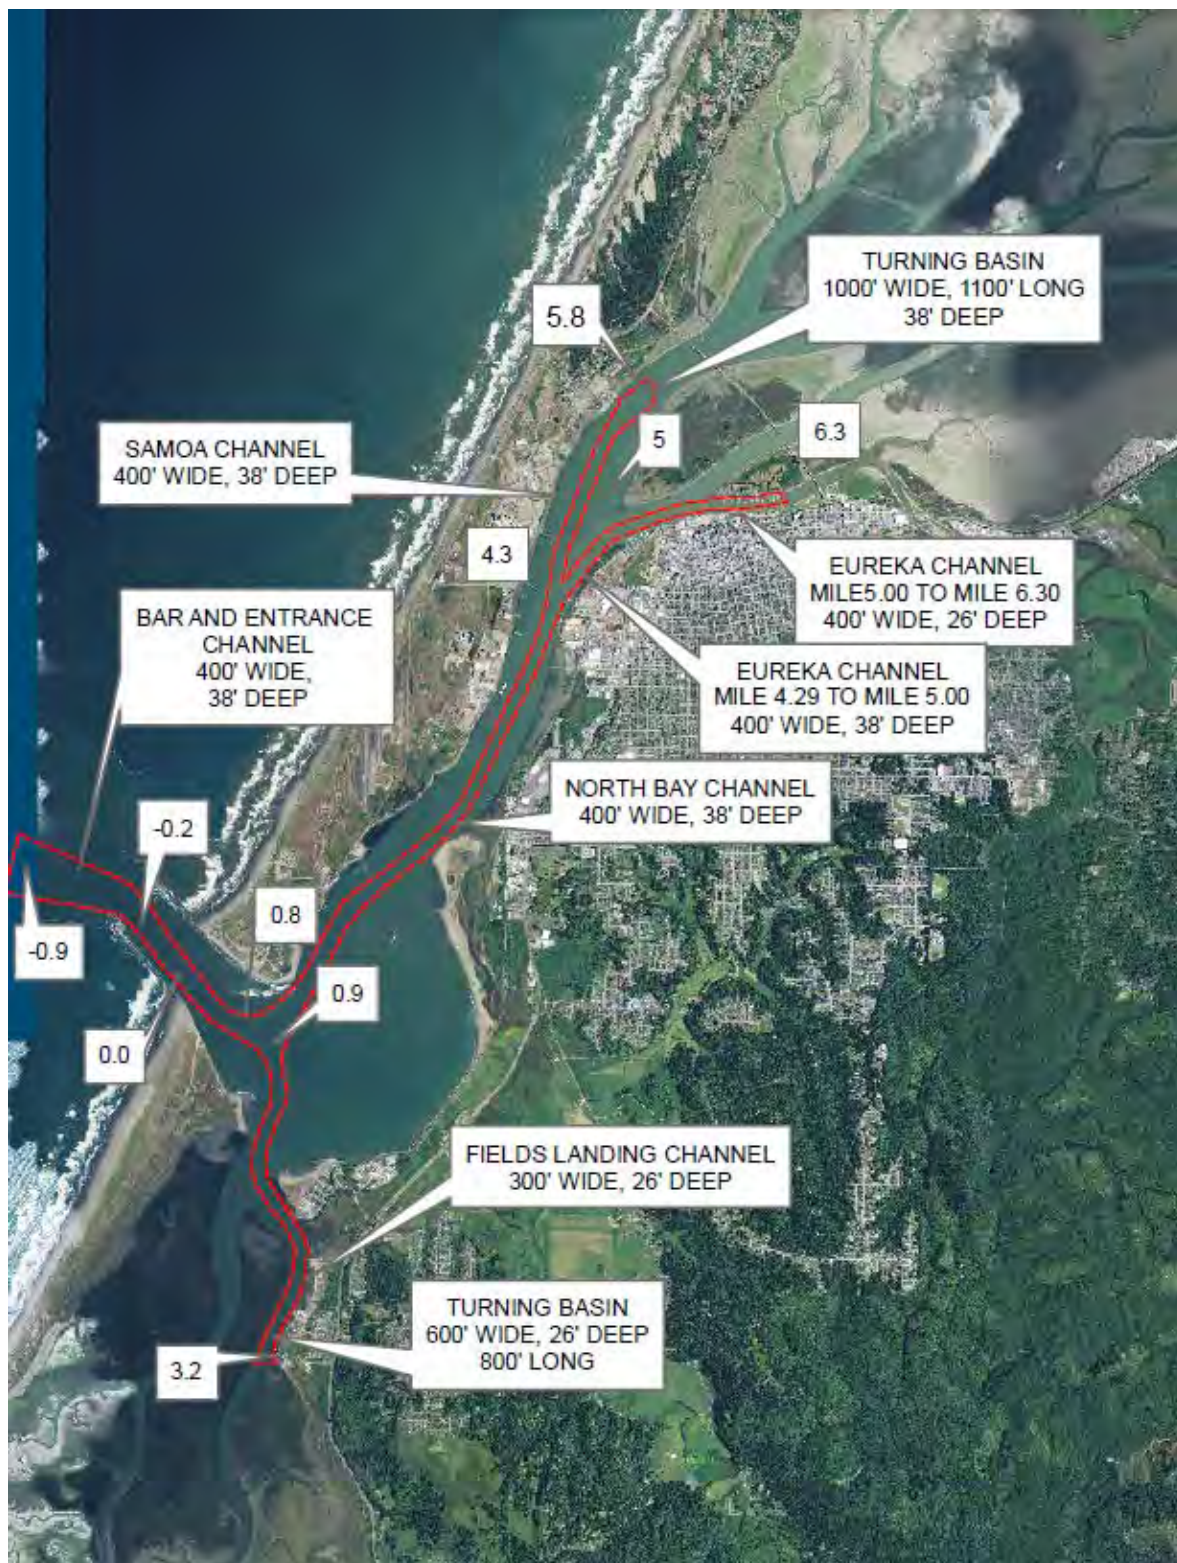 TURNING BASIN
1000' WIDE, 1100' LONG
38' DEEP
5.8
5
6.3
SAMOA CHANNEL
400' WIDE, 38' DEEP
4.3
EUREKA CHANNEL
MILE5.00 TO MILE 6.30
400' WIDE, 26' DEEP
BAR AND ENTRANCE
CHANNEL
400' WIDE,
38' DEEP
EUREKA CHANNEL
MILE 4.29 TO MILE 5.00
400' WIDE, 38' DEEP
NORTH BAY CHANNEL
400' WIDE, 38' DEEP
-0.2
0.8
-0.9
0.9
0.0
FIELDS LANDING CHANNEL
300' WIDE, 26' DEEP
TURNING BASIN
600' WIDE, 26' DEEP
800' LONG
3.2